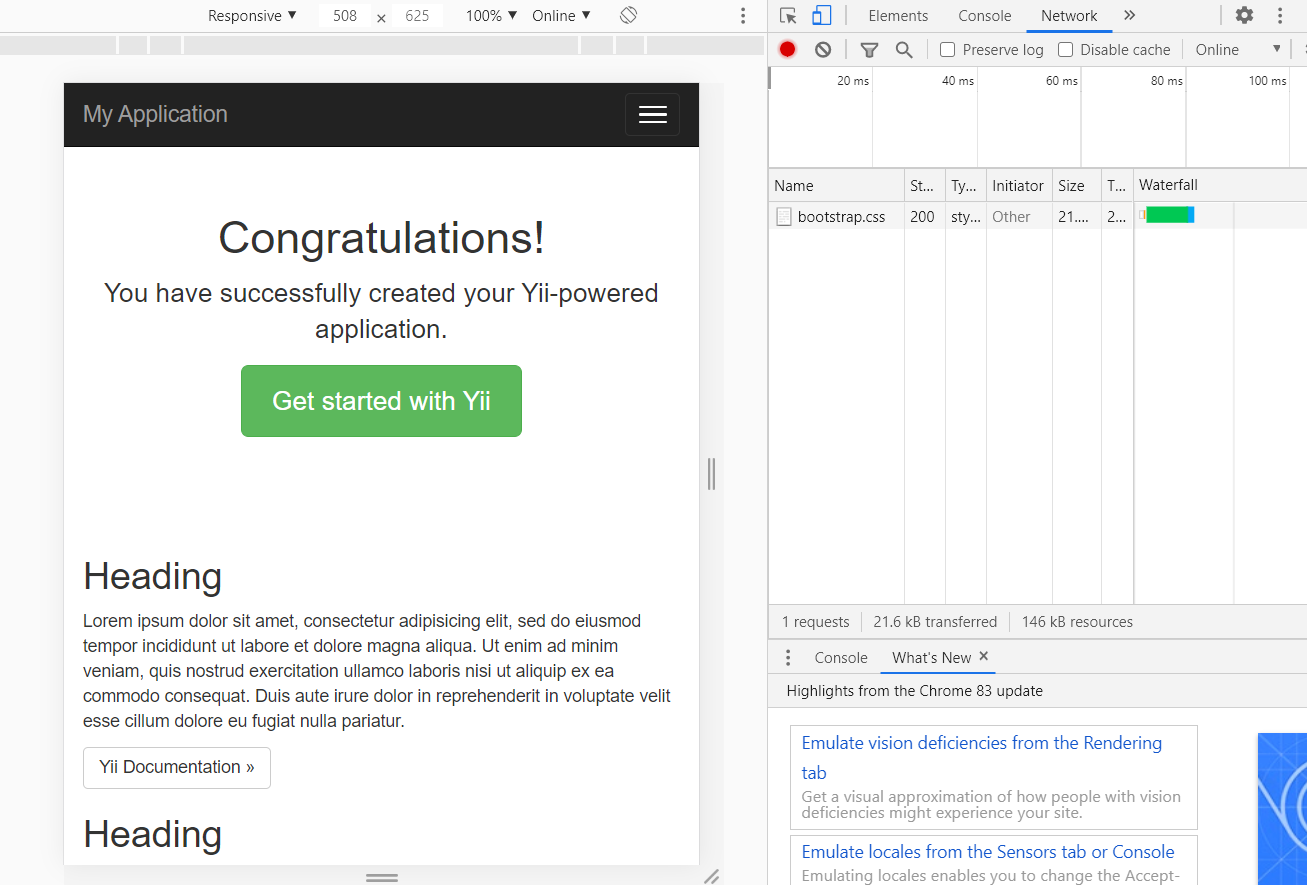 Responsive ▼ 508 × 625 100% ▼ Online ▼
My Application
Congratulations!
You have successfully created your Yii-powered
application.
Get started with Yii
Heading
Lorem ipsum dolor sit amet, consectetur adipisicing elit, sed do eiusmod
tempor incididunt ut labore et dolore magna aliqua. Ut enim ad minim
veniam, quis nostrud exercitation ullamco laboris nisi ut aliquip ex ea
commodo consequat. Duis aute irure dolor in reprehenderit in voluptate velit
esse cillum dolore eu fugiat nulla pariatur.
Yii Documentation »
Heading
Elements Console Network »
Preserve log Disable cache Online ▼
20 ms 40 ms 60 ms 80 ms 100 ms
Name St... Ty... Initiator Size T... Waterfall
bootstrap.css 200 sty... Other 21.... 2...
1 requests 21.6 kB transferred 146 kB resources
Console What's New ×
Highlights from the Chrome 83 update
Emulate vision deficiencies from the Rendering
tab
Get a visual approximation of how people with vision
deficiencies might experience your site.
Emulate locales from the Sensors tab or Console
Emulating locales enables you to change the Accept-